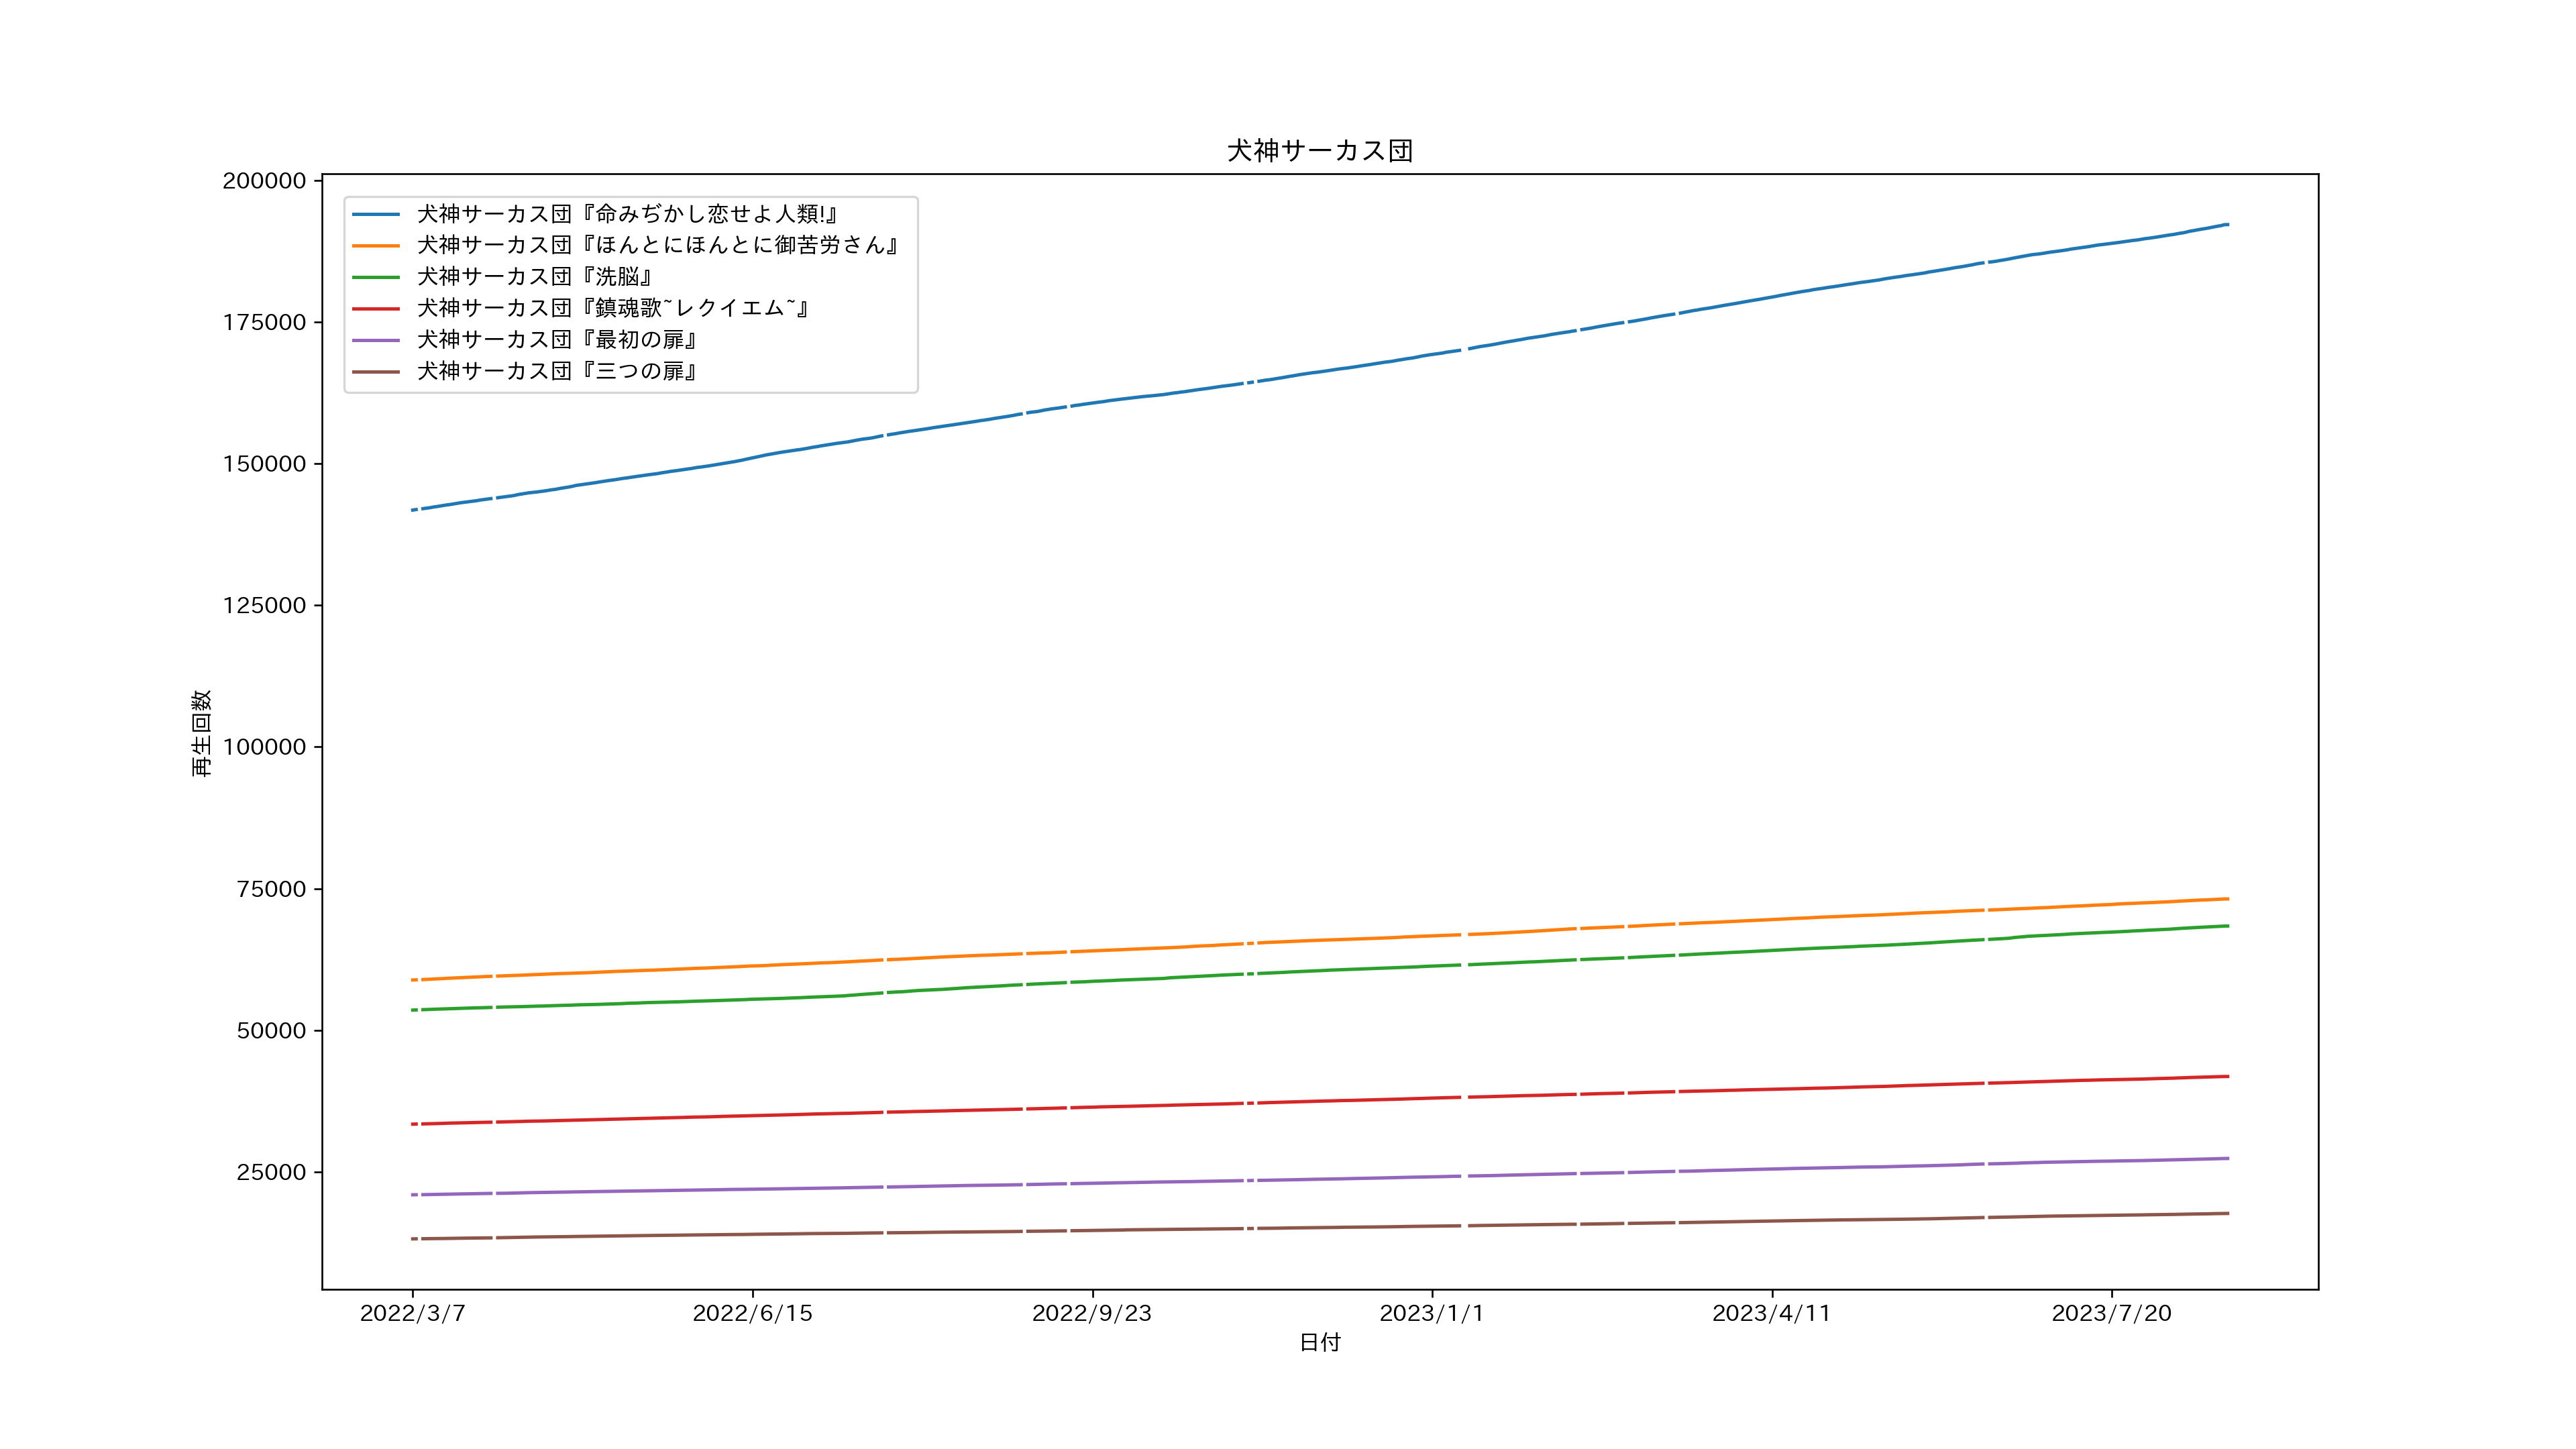 犬神サーカス団
犬神サーカス団『命みぢかし恋せよ人類!』
犬神サーカス団『ほんとにほんとに御苦労さん』
犬神サーカス団『洗脳』
犬神サーカス団『鎮魂歌~レクイエム~』
犬神サーカス団『最初の扉』
犬神サーカス団『三つの扉』
200000
175000
150000
125000
100000
75000
50000
25000
再生回数
2022/3/7 2022/6/15 2022/9/23 2023/1/1 2023/4/11 2023/7/20
日付